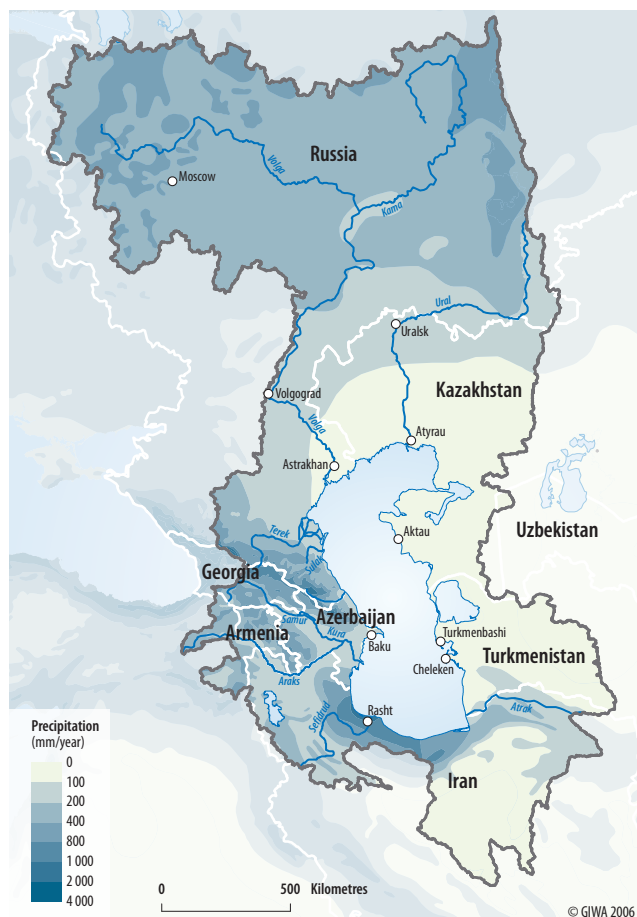 Russia
Volga
Moscow
Kama
Ural
Uralsk
Kazakhstan
Volgograd
Volga
Atyrau
Astrakhan
Uzbekistan
Aktau
Terek
Sulak
Georgia
Azerbaijan
Samur
Kura
Armenia
Baku
Turkmenbashi
Turkmenistan
Cheleken
Araks
Sefidrud
Rasht
Atrak
Iran
Precipitation
(mm/year)
0
100
200
400
800
1 000
2 000
4 000
0 500 Kilometres
© GIWA 2006